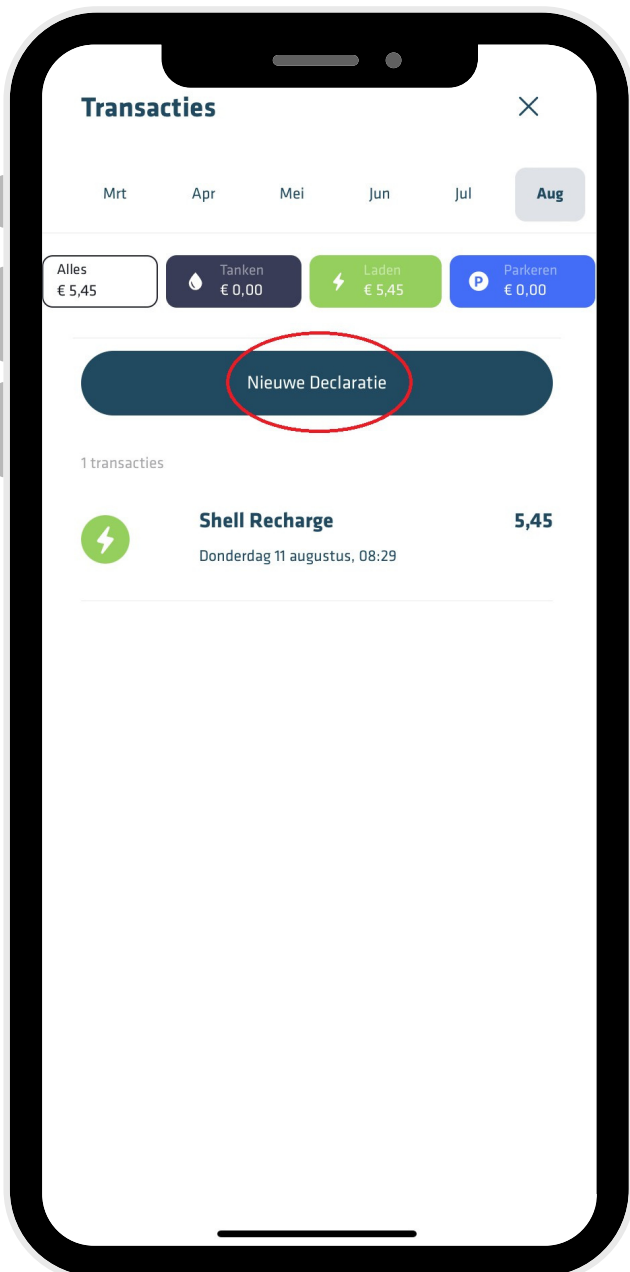 Transacties
Mrt Apr Mei Jun Jul Aug
Alles Tanken Laden Parkeren
€ 5,45 € 0,00 € 5,45 P € 0,00
Nieuwe Declaratie
1 transacties
Shell Recharge 5,45
Donderdag 11 augustus, 08:29